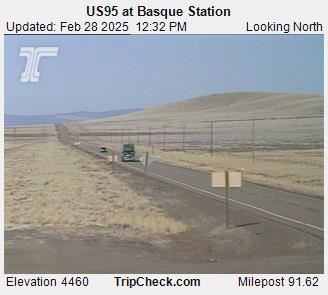 US95 at Basque Station
Updated: Feb 28 2025 12:32 PM Looking North
Elevation 4460 TripCheck.com Milepost 91.62